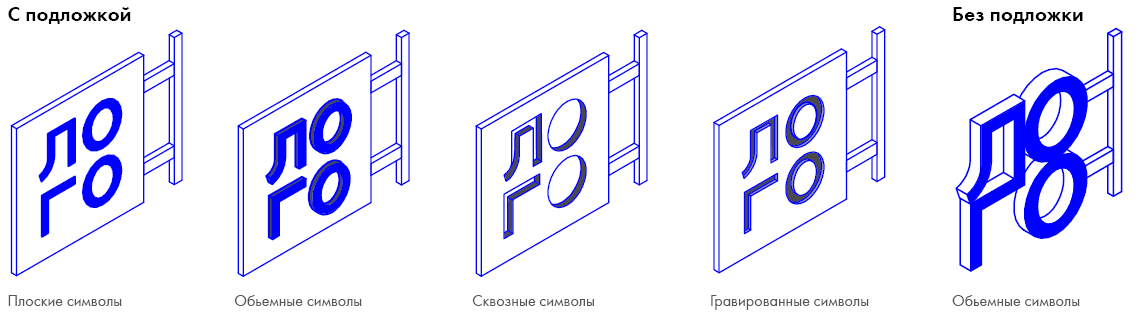 С подложкой
Без подложки
ЛО
ГО
ЛО
ГО
ЛО
ГО
ЛО
ГО
ЛО
ГО
Плоские символы
Обьемные символы
Сквозные символы
Гравированные символы
Обьемные символы